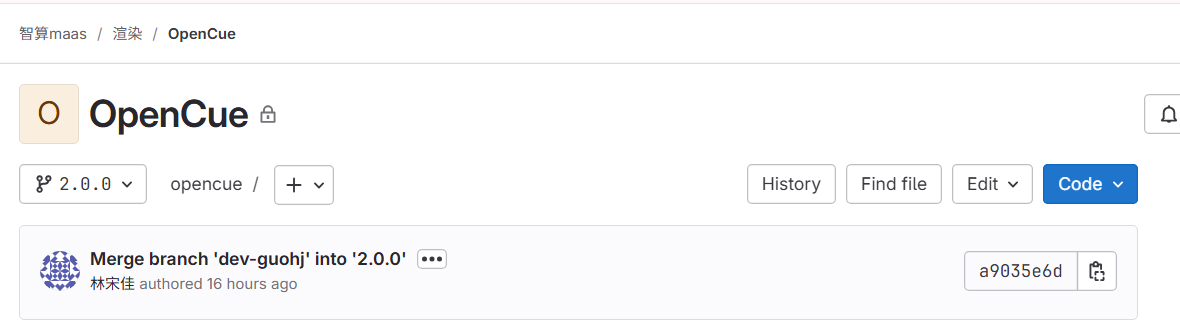 智算maas / 渲染 / OpenCue
O OpenCue
2.0.0 opencue / History Find file Edit Code
Merge branch 'dev-guohj' into '2.0.0'
林宋佳 authored 16 hours ago
a9035e6d